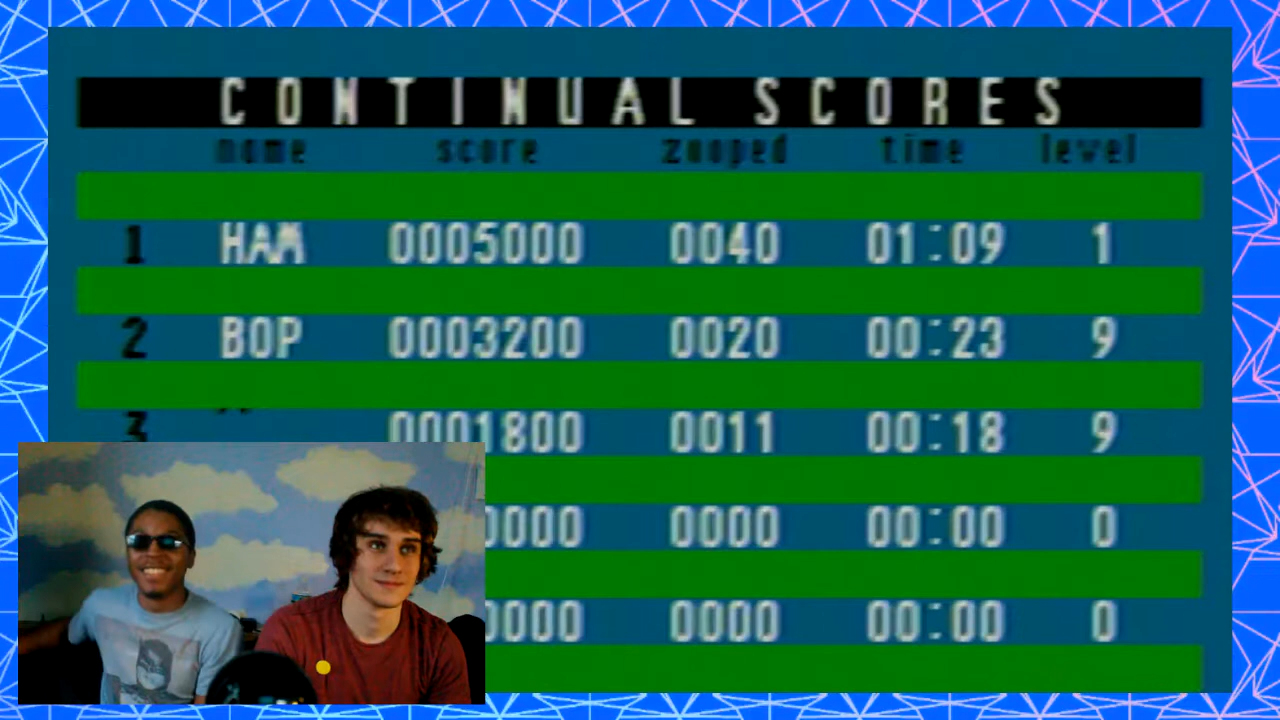 CONTINUAL SCORES
name score zooped time level
1 HAM 0005000 0040 01:09 1
2 BOP 0003200 0020 00:23 9
3 0001800 0011 00:18 9
0000 0000 00:00 0
0000 0000 00:00 0